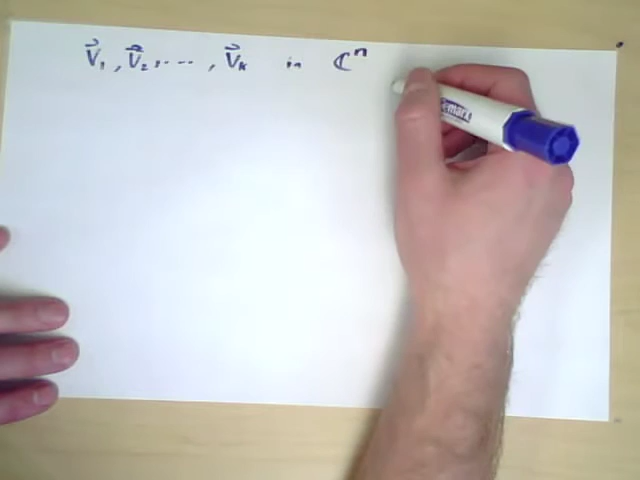 v⃗₁, v⃗₂, ...., v⃗ₖ in ℂⁿ